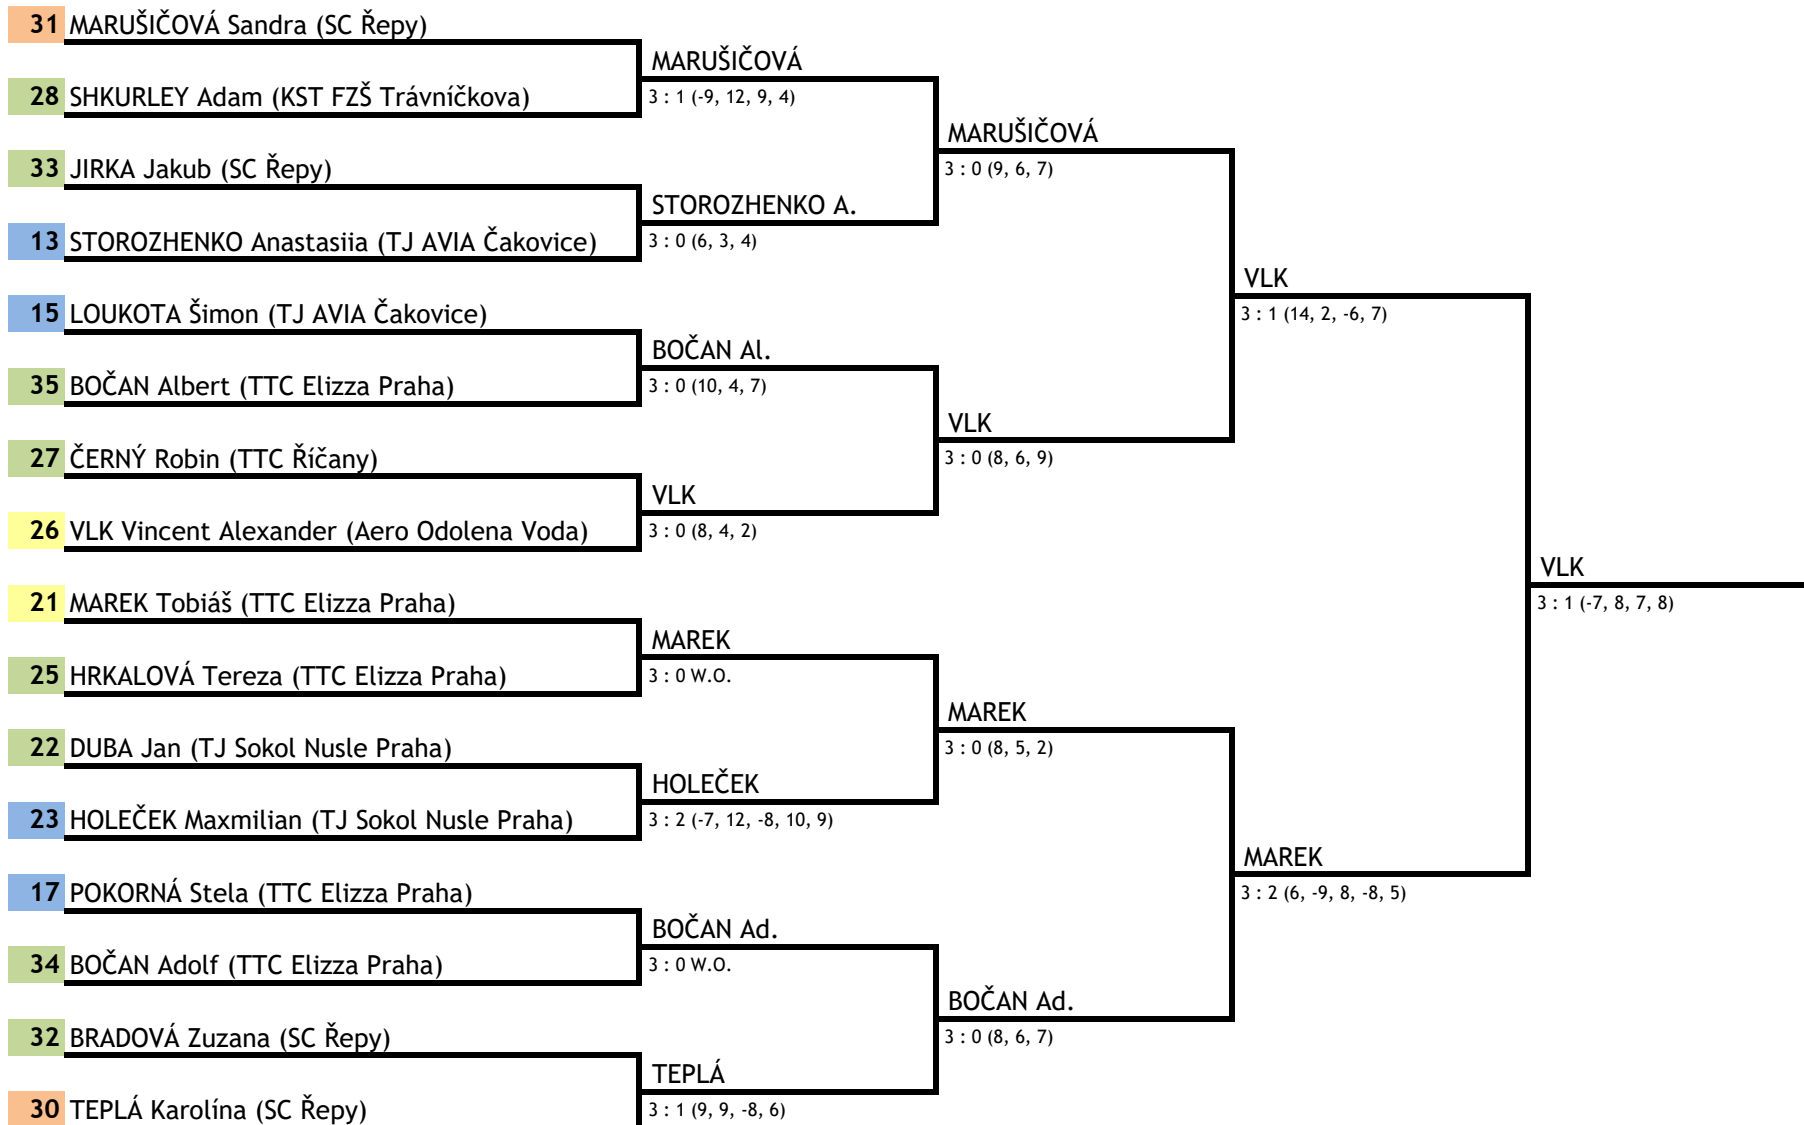 31 MARUŠIČOVÁ Sandra (SC Řepy)
MARUŠIČOVÁ
28 SHKURLEY Adam (KST FZŠ Trávníčkova)
3 : 1 (-9, 12, 9, 4)
MARUŠIČOVÁ
33 JIRKA Jakub (SC Řepy)
3 : 0 (9, 6, 7)
STOROZHENKO A.
13 STOROZHENKO Anastasiia (TJ AVIA Čakovice)
3 : 0 (6, 3, 4)
VLK
15 LOUKOTA Šimon (TJ AVIA Čakovice)
3 : 1 (14, 2, -6, 7)
BOČAN Al.
35 BOČAN Albert (TTC Elizza Praha)
3 : 0 (10, 4, 7)
VLK
27 ČERNÝ Robin (TTC Říčany)
3 : 0 (8, 6, 9)
VLK
26 VLK Vincent Alexander (Aero Odolena Voda)
3 : 0 (8, 4, 2)
VLK
21 MAREK Tobiáš (TTC Elizza Praha)
3 : 1 (-7, 8, 7, 8)
MAREK
25 HRKALOVÁ Tereza (TTC Elizza Praha)
3 : 0 W.O.
MAREK
22 DUBA Jan (TJ Sokol Nusle Praha)
3 : 0 (8, 5, 2)
HOLEČEK
23 HOLEČEK Maxmilian (TJ Sokol Nusle Praha)
3 : 2 (-7, 12, -8, 10, 9)
MAREK
17 POKORNÁ Stela (TTC Elizza Praha)
3 : 2 (6, -9, 8, -8, 5)
BOČAN Ad.
34 BOČAN Adolf (TTC Elizza Praha)
3 : 0 W.O.
BOČAN Ad.
32 BRADOVÁ Zuzana (SC Řepy)
3 : 0 (8, 6, 7)
TEPLÁ
30 TEPLÁ Karolína (SC Řepy)
3 : 1 (9, 9, -8, 6)